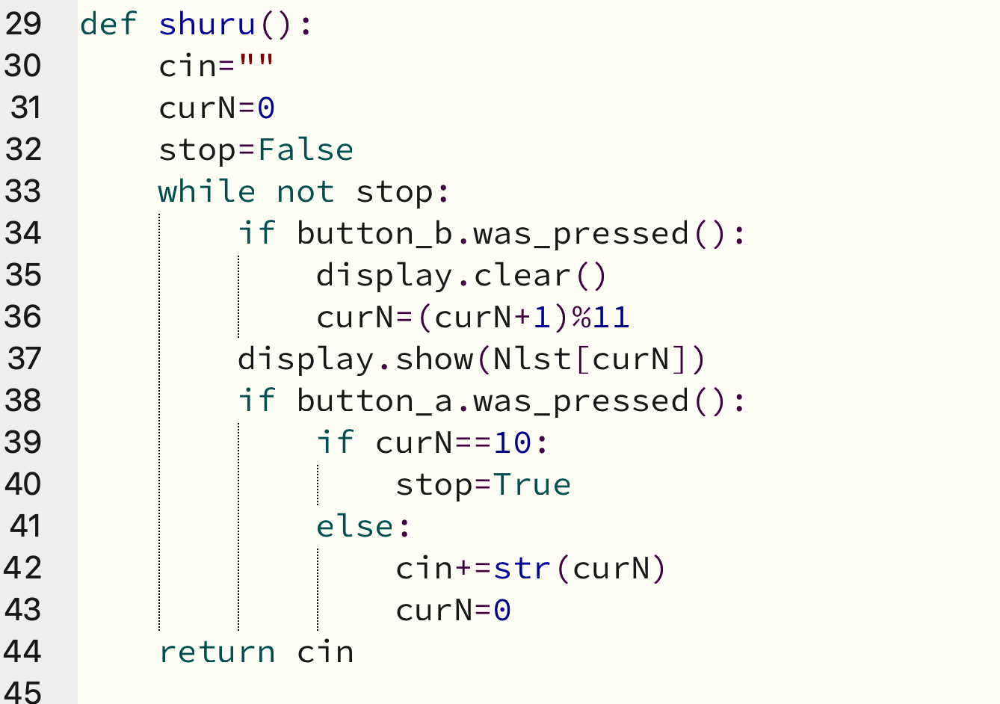 29 def shuru():
30     cin=""
31     curN=0
32     stop=False
33     while not stop:
34         if button_b.was_pressed():
35             display.clear()
36             curN=(curN+1)%11
37         display.show(Nlst[curN])
38         if button_a.was_pressed():
39             if curN==10:
40                 stop=True
41             else:
42                 cin+=str(curN)
43                 curN=0
44     return cin
45